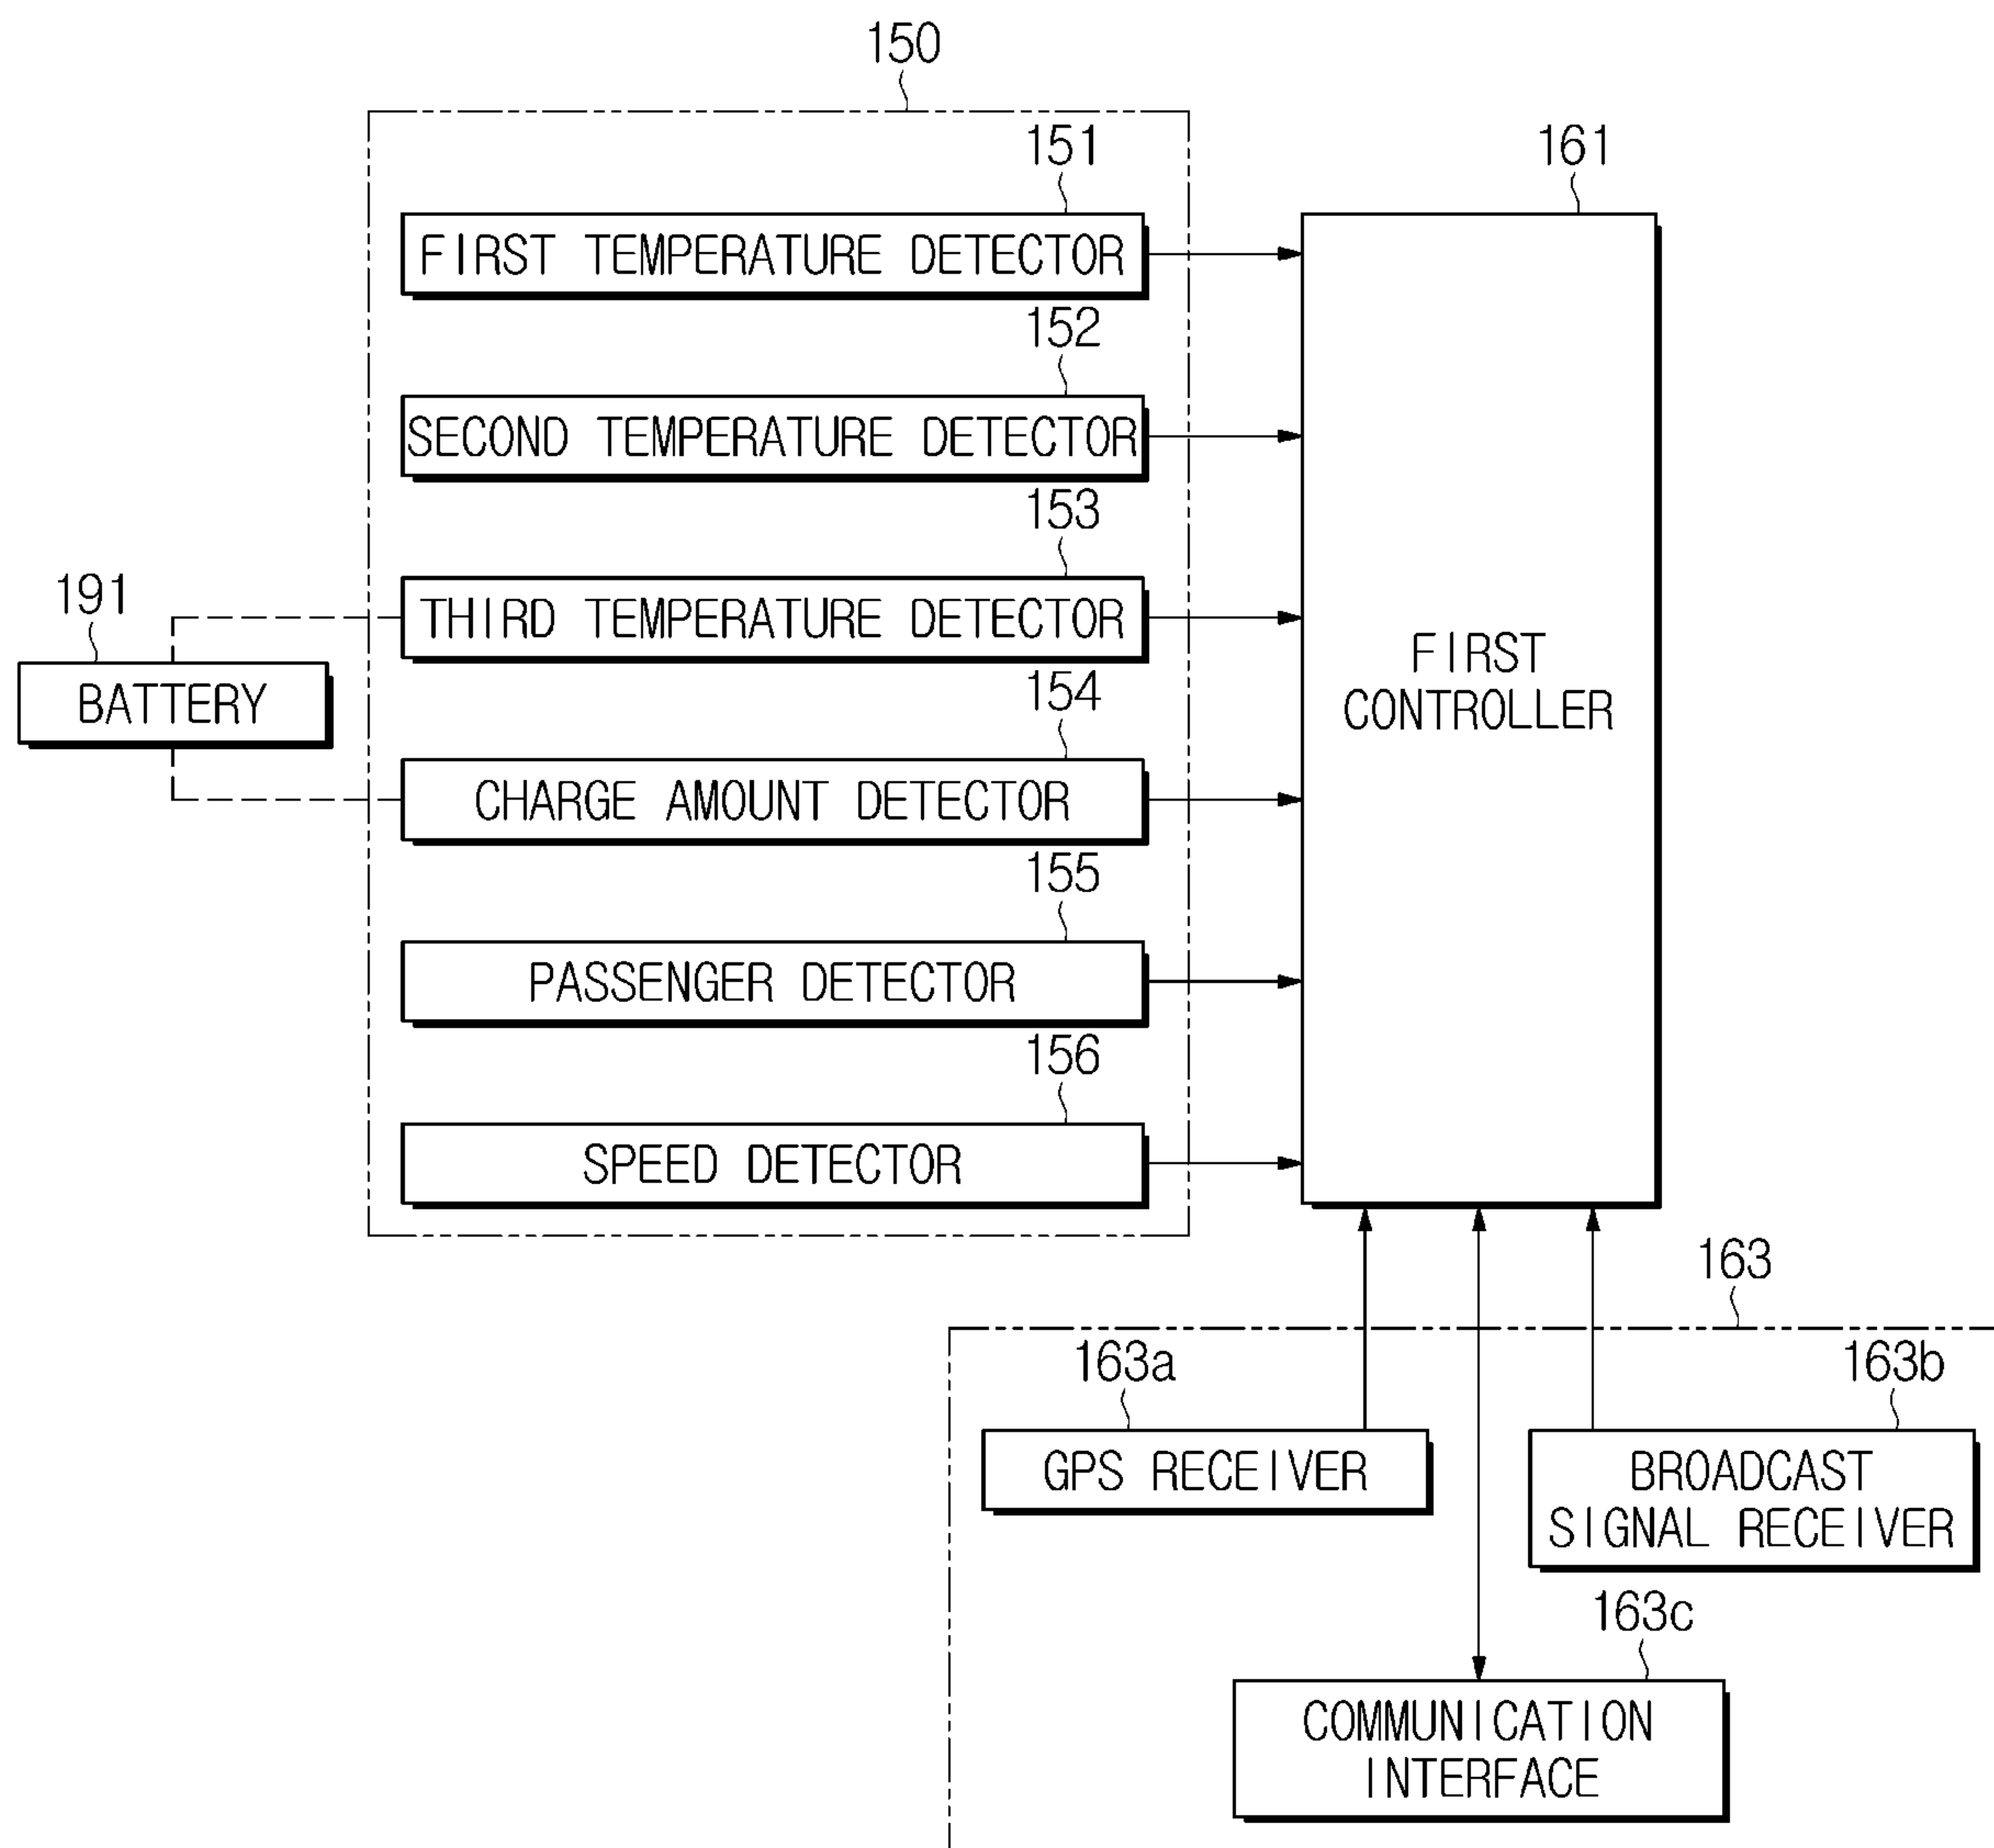 150
151
161
FIRST TEMPERATURE DETECTOR
152
SECOND TEMPERATURE DETECTOR
153
191
THIRD TEMPERATURE DETECTOR
FIRST
CONTROLLER
BATTERY
154
CHARGE AMOUNT DETECTOR
155
PASSENGER DETECTOR
156
SPEED DETECTOR
163
163a
163b
GPS RECEIVER
BROADCAST
SIGNAL RECEIVER
163c
COMMUNICATION
INTERFACE